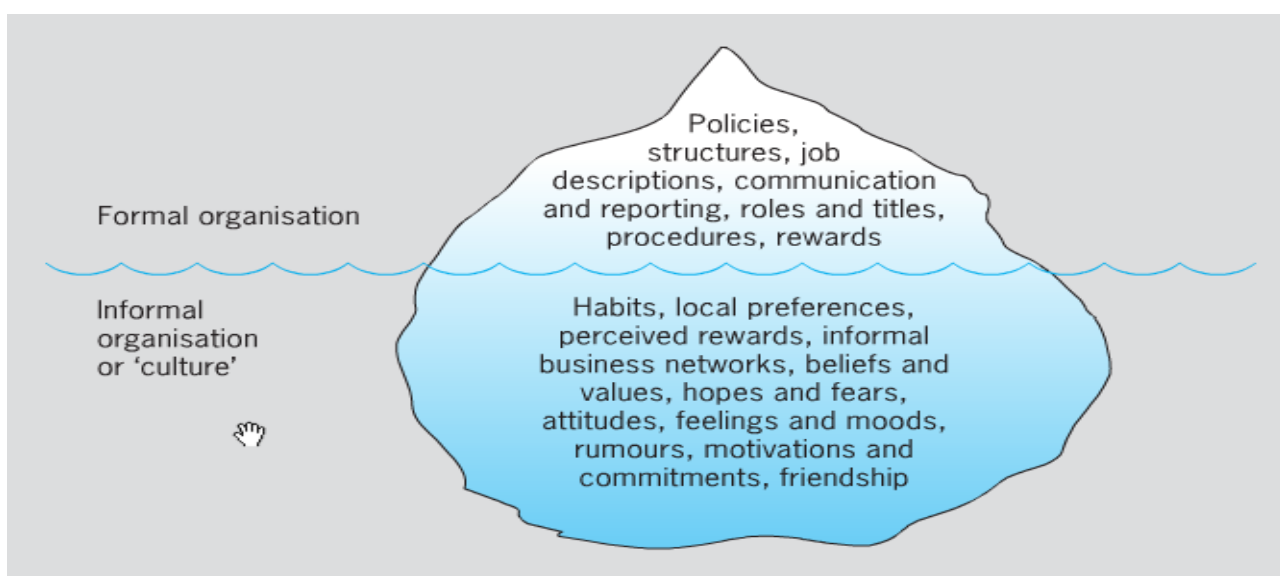 Policies,
structures, job
descriptions, communication
and reporting, roles and titles,
procedures, rewards
Formal organisation
Informal
organisation
or ‘culture’
Habits, local preferences,
perceived rewards, informal
business networks, beliefs and
values, hopes and fears,
attitudes, feelings and moods,
rumours, motivations and
commitments, friendship